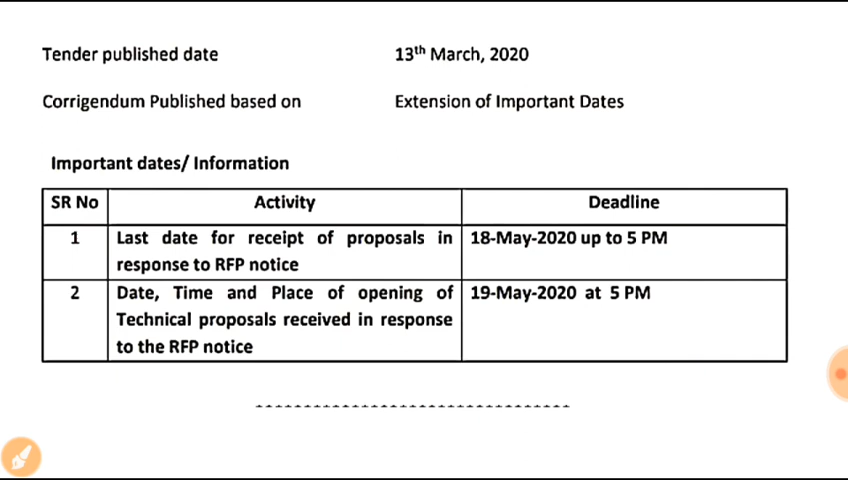 Tender published date 13th March, 2020
Corrigendum Published based on Extension of Important Dates
Important dates/ Information
SR No Activity Deadline
1 Last date for receipt of proposals in 18-May-2020 up to 5 PM
response to RFP notice
2 Date, Time and Place of opening of 19-May-2020 at 5 PM
Technical proposals received in response
to the RFP notice